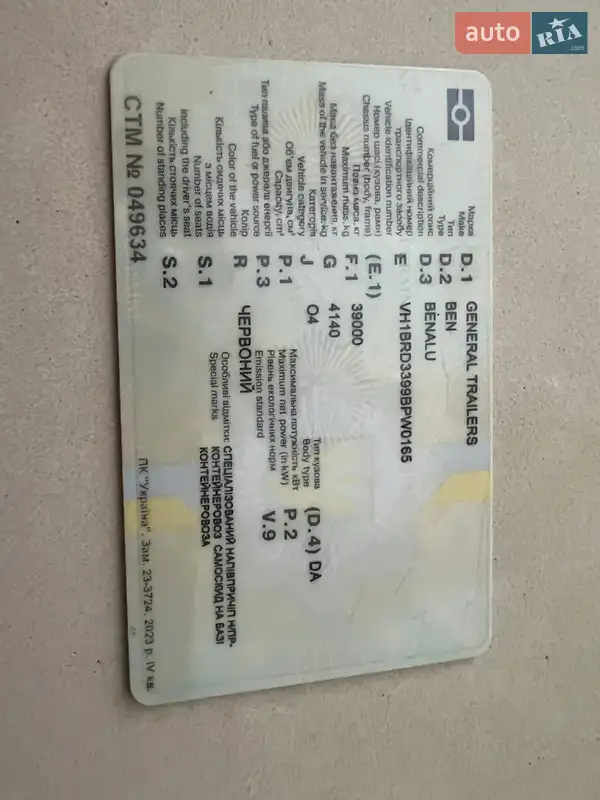 auto RIA .com
Марка
Make D.1 GENERAL TRAILERS
Тип
Type D.2 BEN
Комерційний опис
Commercial description D.3 BENALU
Ідентифікаційний номер
транспортного засобу
Vehicle identification number E VH1BRD3399BPW0165
Номер шасі (кузова, рами)
Chassis number (body, frame) (E.1)
Повна маса, кг
Maximum mass, kg F.1 39000
Маса без навантаження, кг
Mass of the vehicle in service, kg G 4140
Категорія
Vehicle category J O4
Тип кузова
Body type (D.4) DA
Об'єм двигуна, см³
Capacity, cm³ P.1
Максимальна потужність, кВт
Maximum net power (in kW) P.2
Тип пального або джерела енергії
Type of fuel or power source P.3
Рівень екологічних норм
Emission standard V.9
Колір
Color of the vehicle R ЧЕРВОНИЙ
Кількість сидячих місць
з місцем водія
Number of seats
including the driver's seat S.1
Особливі відмітки: СПЕЦІАЛІЗОВАНИЙ НАПІВПРИЧІП Н/ПР-
Special marks КОНТЕЙНЕРОВОЗ САМОСКИД НА БАЗІ
КОНТЕЙНЕРОВОЗА
Кількість стоячих місць
Number of standing places S.2
СТМ № 049634
ПК "Україна". Зам. 23-3724. 2023 р. IV кв.